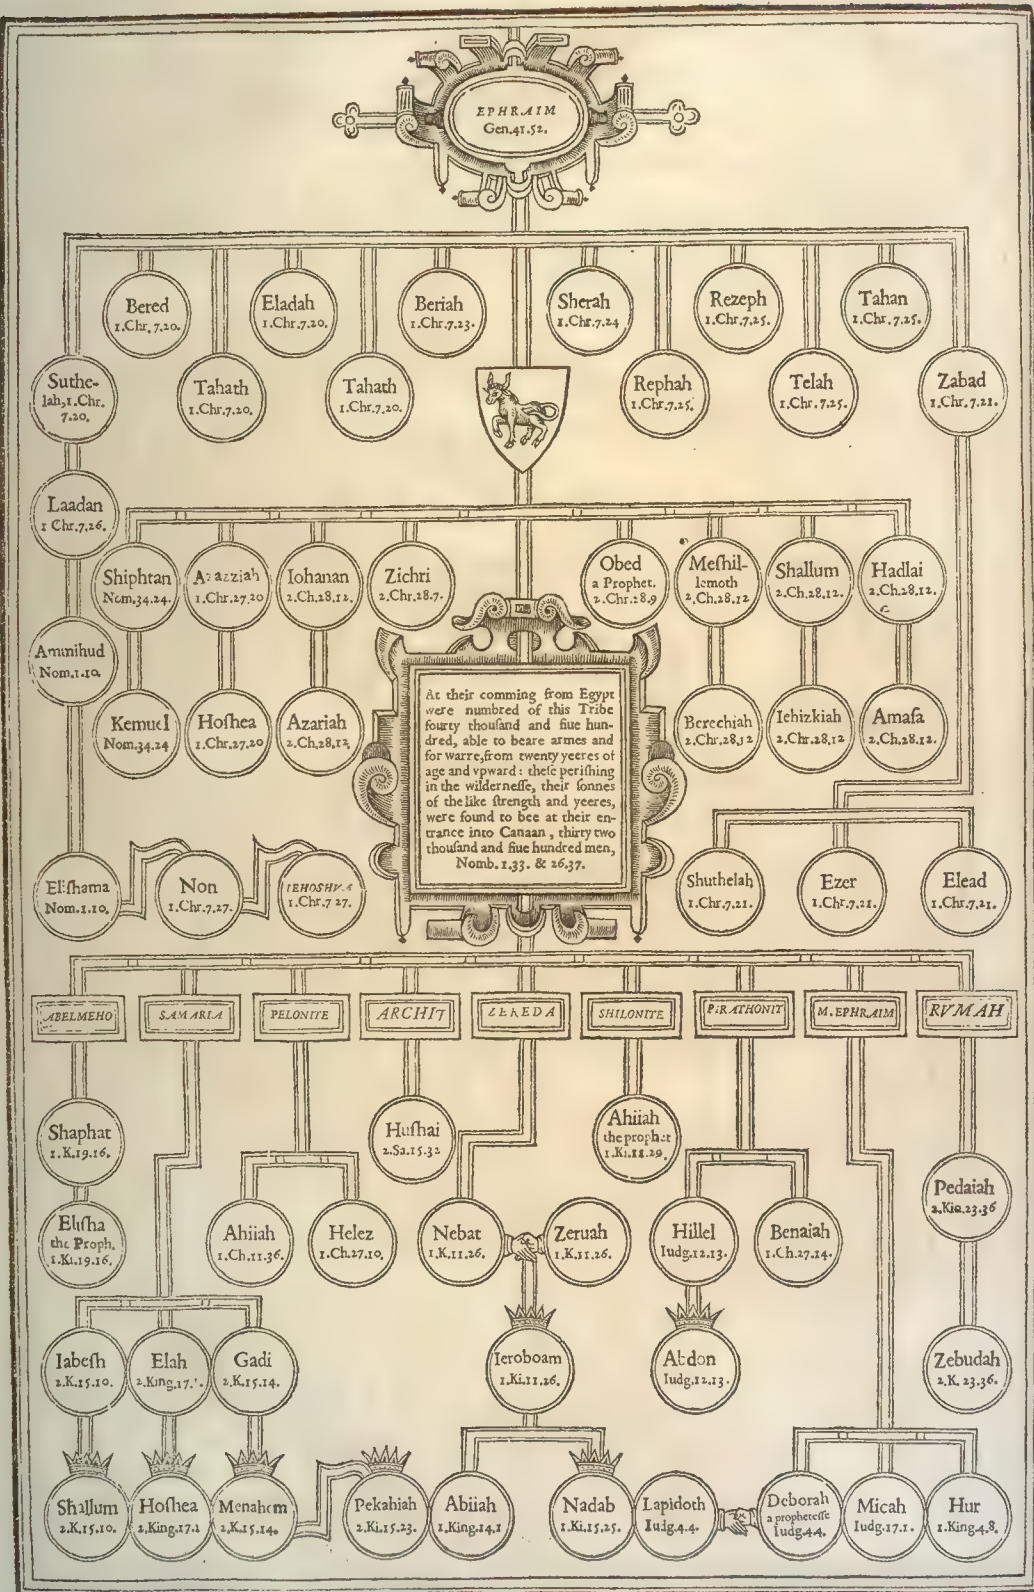 EPHRAIM
Gen.41.52.
Bered
1.Chr.7.20.
Eladah
1.Chr.7.20.
Beriah
1.Chr.7.23.
Sherah
1.Chr.7.24
Rezeph
1.Chr.7.25.
Tahan
1.Chr.7.25.
Suthe-
lah,1.Chr.
7.20.
Tahath
1.Chr.7.20.
Tahath
1.Chr.7.20.
Rephah
1.Chr.7.25.
Telah
1.Chr.7.25.
Zabad
1.Chr.7.21.
Laadan
1 Chr.7.26.
Shiphtan
Nom.34.24.
Azazziah
1.Chr.27.20
Iohanan
2.Ch.28.12.
Zichri
2.Chr.28.7.
Obed
a Prophet.
2.Chr.28.9
Meſhil-
lemoth
2.Ch.28.12
Shallum
2.Ch.28.12.
Hadlai
2.Ch.28.12.
Ammihud
Nom.1.10.
Kemuel
Nom.34.24
Hoſhea
1.Chr.27.20
Azariah
2.Ch.28.12.
At their comming from Egypt
were numbred of this Tribe
fourty thouſand and fiue hun-
dred, able to beare armes and
for warre,from twenty yeeres of
age and vpward : theſe periſhing
in the wilderneſſe, their ſonnes
of the like ſtrength and yeeres,
were found to bee at their en-
trance into Canaan , thirty two
thouſand and fiue hundred men,
Nomb. 1.33. & 26.37.
Berechiah
2.Chr.28.12
Iehizkiah
2.Chr.28.12
Amaſa
2.Ch.28.12.
Eliſhama
Nom.1.10.
Non
1.Chr.7.27.
IEHOSHVA
1.Chr.7 27.
Shuthelah
1.Chr.7.21.
Ezer
1.Chr.7.21.
Elead
1.Chr.7.21.
ABELMEHO
SAMARIA
PELONITE
ARCHIT
ZEREDA
SHILONITE
PIRATHONIT
M.EPHRAIM
RVMAH
Shaphat
1.K.19.16.
Huſhai
2.Sa.15.32
Ahiiah
the prophet
1.Ki.11.29.
Pedaiah
2.Kin.23.36
Eliſha
the Proph.
1.Ki.19.16.
Ahiiah
1.Ch.11.36.
Helez
1.Ch.27.10.
Nebat
1.K.11.26.
Zeruah
1.K.11.26.
Hillel
Iudg.12.13.
Benaiah
1.Ch.27.14.
Iabeſh
2.K.15.10.
Elah
2.King.17.
Gadi
2.K.15.14.
Ieroboam
1.Ki.11.26.
Abdon
Iudg.12.13.
Zebudah
2.K.23.36.
Shallum
2.K.15.10.
Hoſhea
2.King.17.1
Menahem
2.K.15.14.
Pekahiah
2.Ki.15.23.
Abiiah
1.King.14.1
Nadab
1.Ki.15.25.
Lapidoth
Iudg.4.4.
Deborah
a propheteſſe
Iudg.4.4.
Micah
Iudg.17.1.
Hur
1.King.4.8.